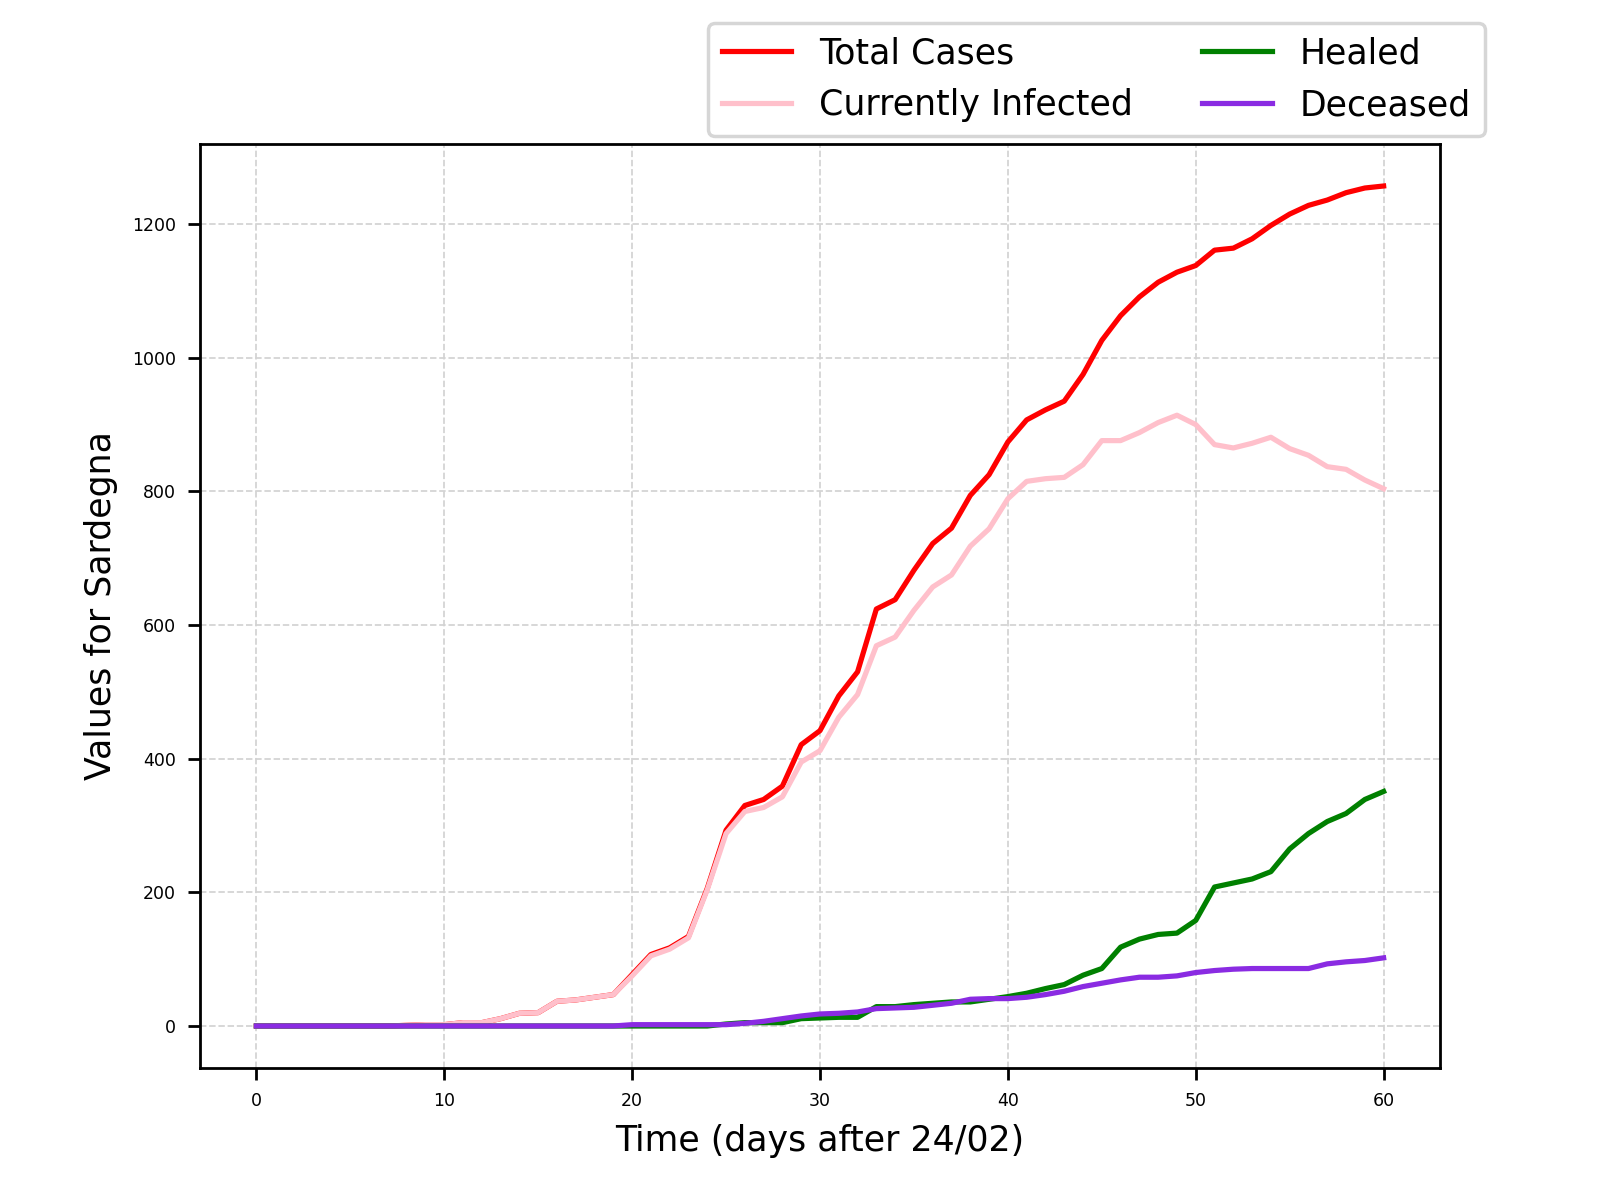 Total Cases
Currently Infected
Healed
Deceased
Values for Sardegna
1200
1000
800
600
400
200
0
0 10 20 30 40 50 60
Time (days after 24/02)